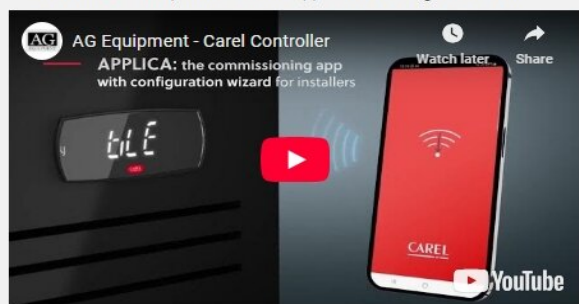 AG
AG Equipment - Carel Controller
Watch later
Share
APPLICA: the commissioning app
with configuration wizard for installers
bLE
CAREL
YouTube